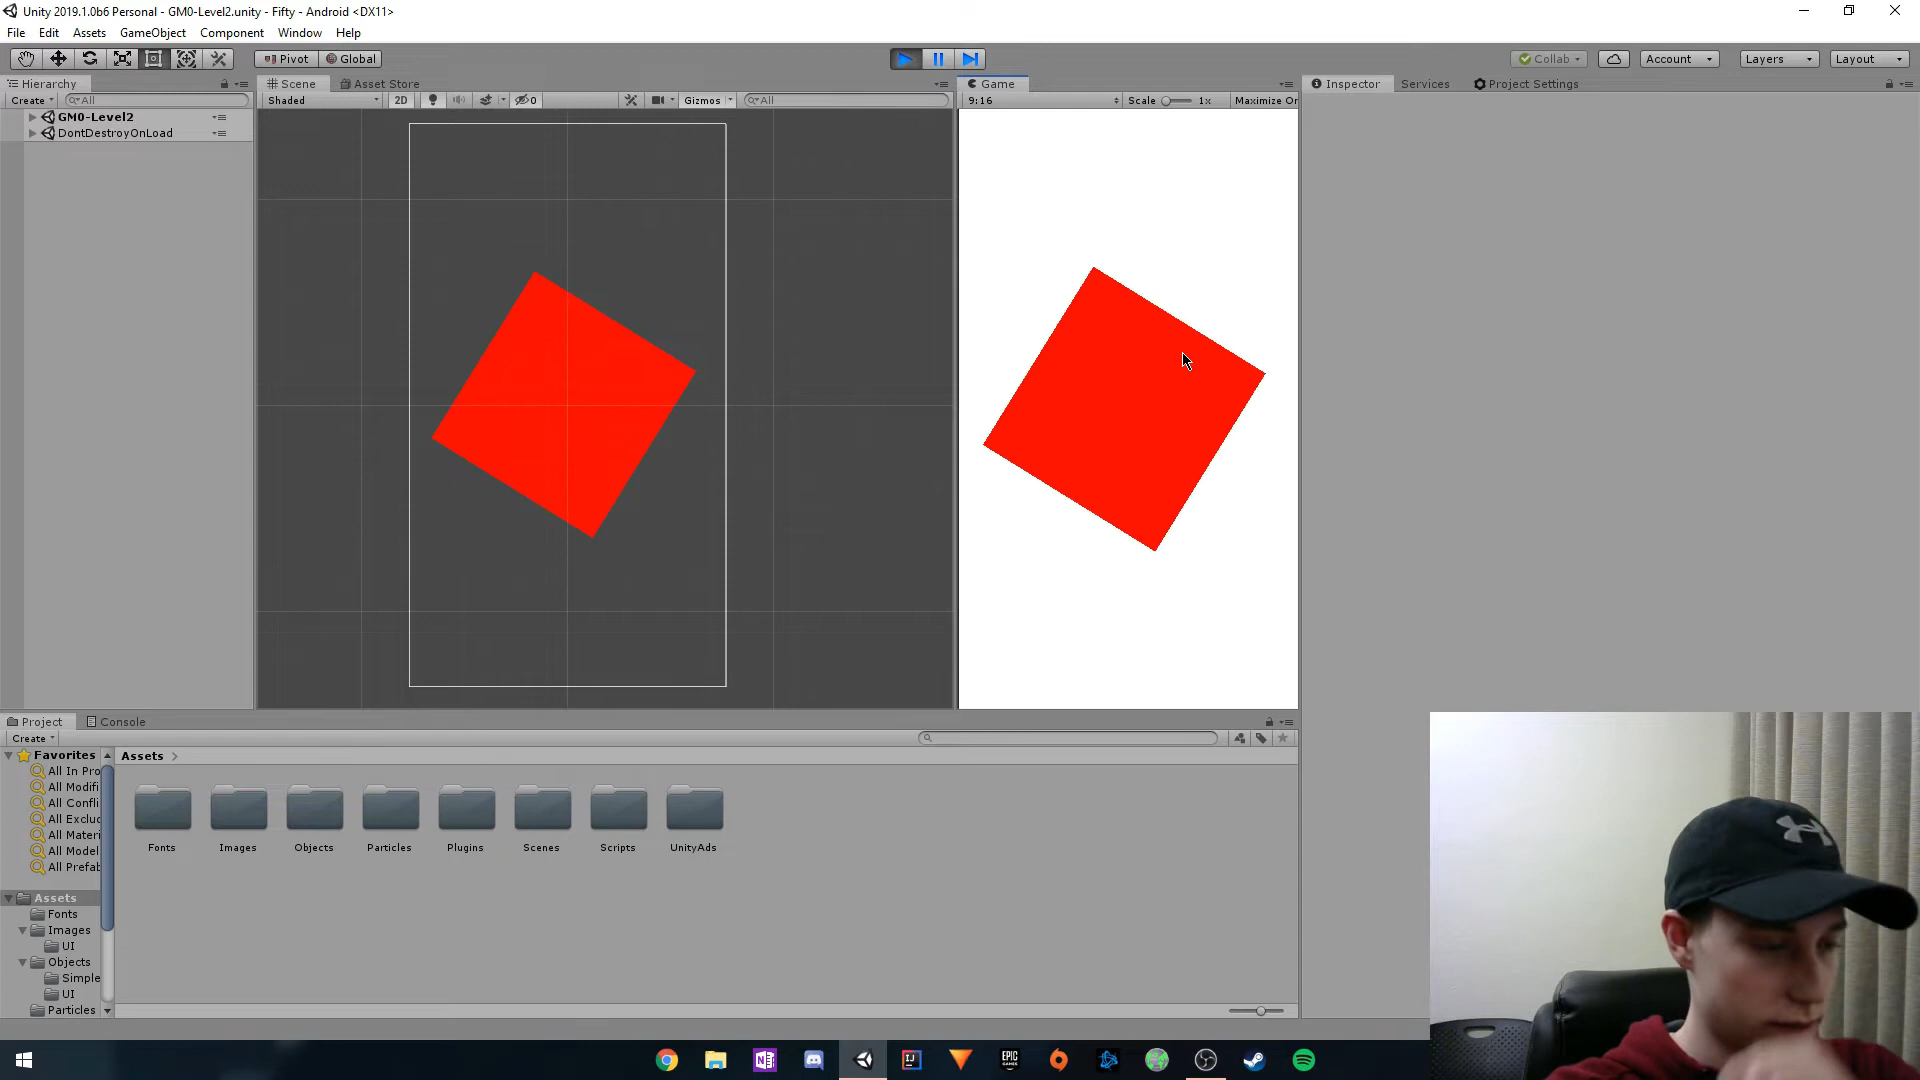 Unity 2019.1.0b6 Personal - GM0-Level2.unity - Fifty - Android <DX11>
File Edit Assets GameObject Component Window Help
Pivot Global Collab Account Layers Layout
Hierarchy Scene Asset Store Game Inspector Services Project Settings
Create All Shaded 2D 0 Gizmos All 9:16 Scale 1x Maximize Or
GM0-Level2
DontDestroyOnLoad
Project Console
Create
Favorites Assets
All In Pro
All Modifi
All Confli
All Exclu
All Materi
All Model
All Prefab
Fonts Images Objects Particles Plugins Scenes Scripts UnityAds
Assets
Fonts
Images
UI
Objects
Simple
UI
Particles
N
IJ
EPIC
GAMES